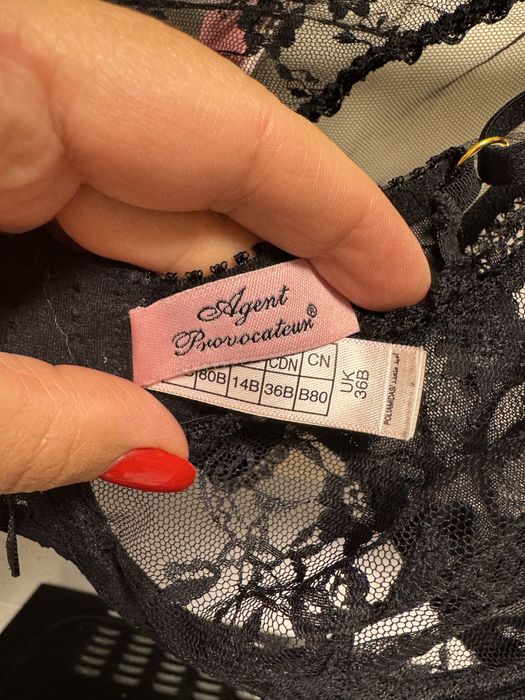 Agent
Provocateur®
CDN CN
80B 14B 36B B80
UK
36B